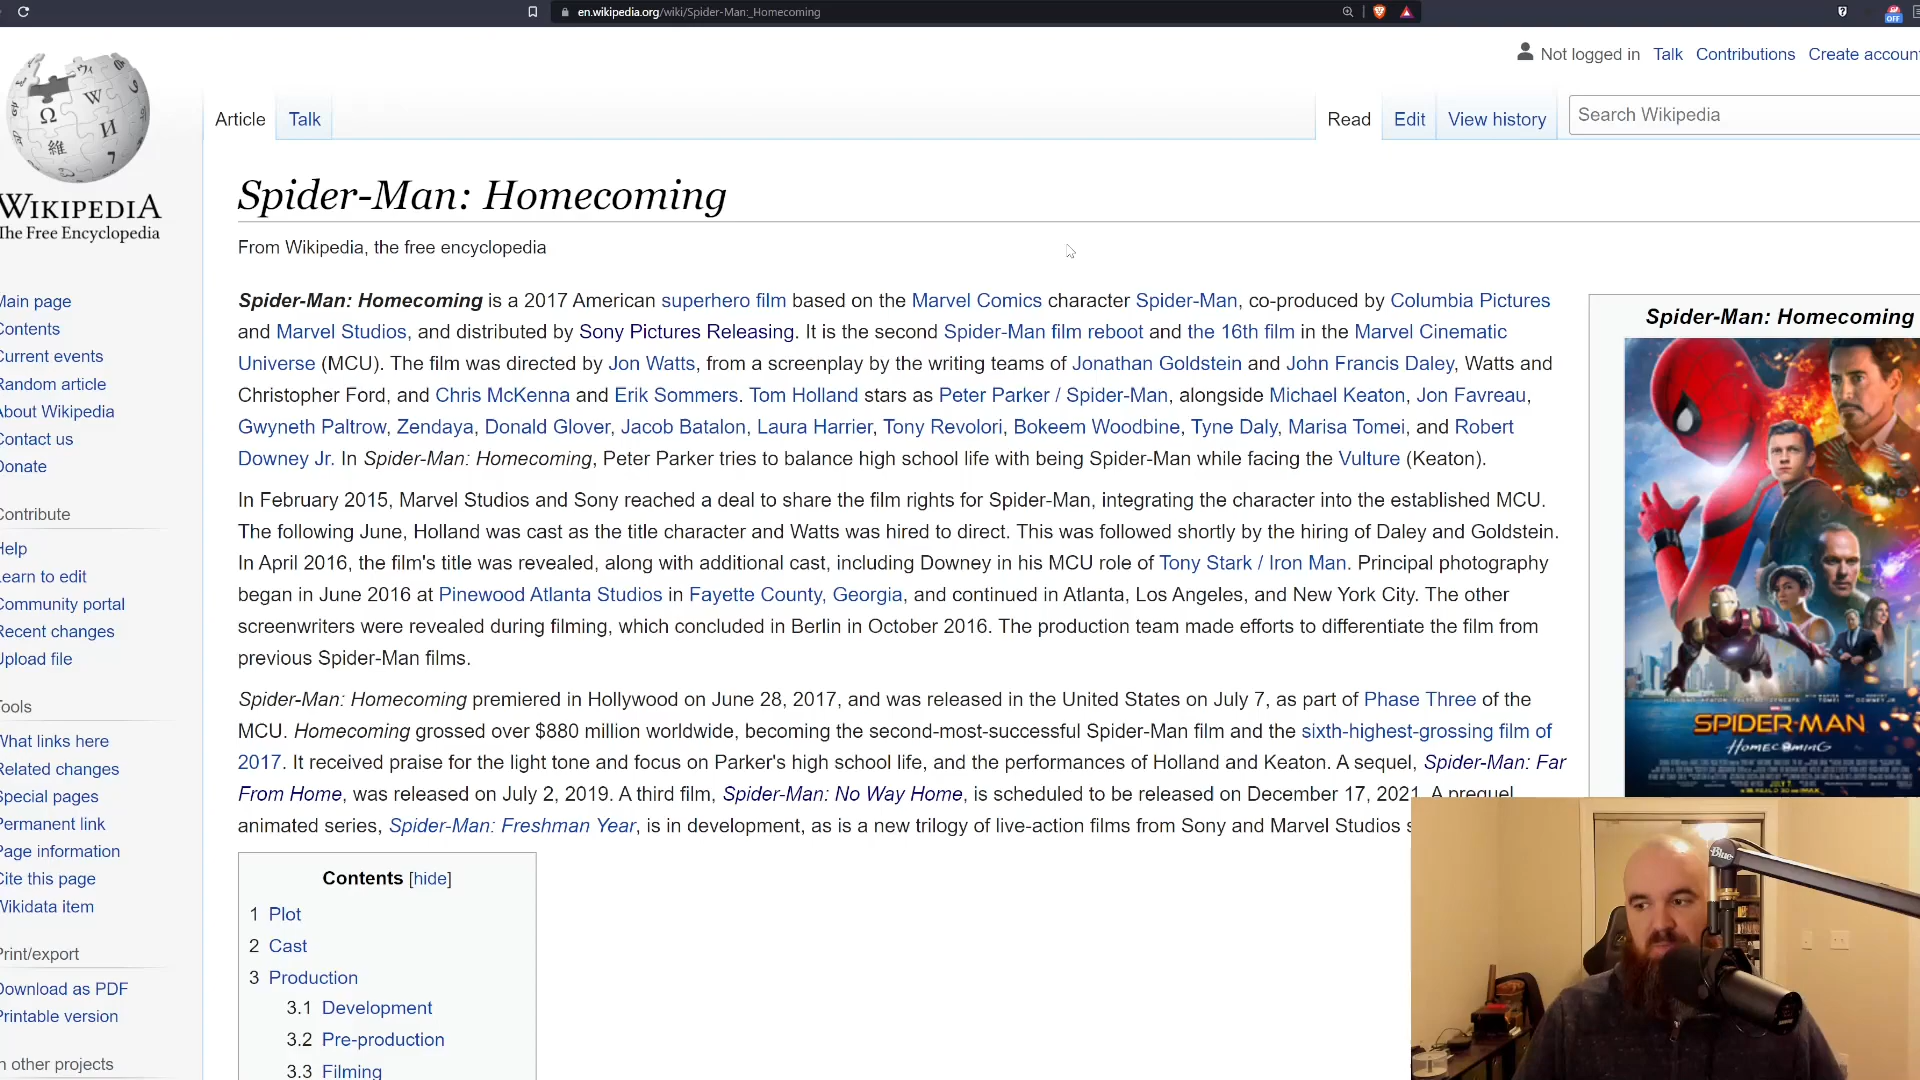 en.wikipedia.org/wiki/Spider-Man:_Homecoming
OFF
Not logged in Talk Contributions Create accoun
Article Talk Read Edit View history Search Wikipedia
WIKIPEDIA
The Free Encyclopedia
Spider-Man: Homecoming
From Wikipedia, the free encyclopedia
Main page
Contents
Current events
Random article
About Wikipedia
Contact us
Donate
Contribute
Help
Learn to edit
Community portal
Recent changes
Upload file
Tools
What links here
Related changes
Special pages
Permanent link
Page information
Cite this page
Wikidata item
Print/export
Download as PDF
Printable version
In other projects
Spider-Man: Homecoming is a 2017 American superhero film based on the Marvel Comics character Spider-Man, co-produced by Columbia Pictures
and Marvel Studios, and distributed by Sony Pictures Releasing. It is the second Spider-Man film reboot and the 16th film in the Marvel Cinematic
Universe (MCU). The film was directed by Jon Watts, from a screenplay by the writing teams of Jonathan Goldstein and John Francis Daley, Watts and
Christopher Ford, and Chris McKenna and Erik Sommers. Tom Holland stars as Peter Parker / Spider-Man, alongside Michael Keaton, Jon Favreau,
Gwyneth Paltrow, Zendaya, Donald Glover, Jacob Batalon, Laura Harrier, Tony Revolori, Bokeem Woodbine, Tyne Daly, Marisa Tomei, and Robert
Downey Jr. In Spider-Man: Homecoming, Peter Parker tries to balance high school life with being Spider-Man while facing the Vulture (Keaton).
In February 2015, Marvel Studios and Sony reached a deal to share the film rights for Spider-Man, integrating the character into the established MCU.
The following June, Holland was cast as the title character and Watts was hired to direct. This was followed shortly by the hiring of Daley and Goldstein.
In April 2016, the film's title was revealed, along with additional cast, including Downey in his MCU role of Tony Stark / Iron Man. Principal photography
began in June 2016 at Pinewood Atlanta Studios in Fayette County, Georgia, and continued in Atlanta, Los Angeles, and New York City. The other
screenwriters were revealed during filming, which concluded in Berlin in October 2016. The production team made efforts to differentiate the film from
previous Spider-Man films.
Spider-Man: Homecoming premiered in Hollywood on June 28, 2017, and was released in the United States on July 7, as part of Phase Three of the
MCU. Homecoming grossed over $880 million worldwide, becoming the second-most-successful Spider-Man film and the sixth-highest-grossing film of
2017. It received praise for the light tone and focus on Parker's high school life, and the performances of Holland and Keaton. A sequel, Spider-Man: Far
From Home, was released on July 2, 2019. A third film, Spider-Man: No Way Home, is scheduled to be released on December 17, 2021. A prequel
animated series, Spider-Man: Freshman Year, is in development, as is a new trilogy of live-action films from Sony and Marvel Studios s
Contents [hide]
1 Plot
2 Cast
3 Production
3.1 Development
3.2 Pre-production
3.3 Filming
Spider-Man: Homecoming
SPIDER-MAN
HOMECOMING
Blue